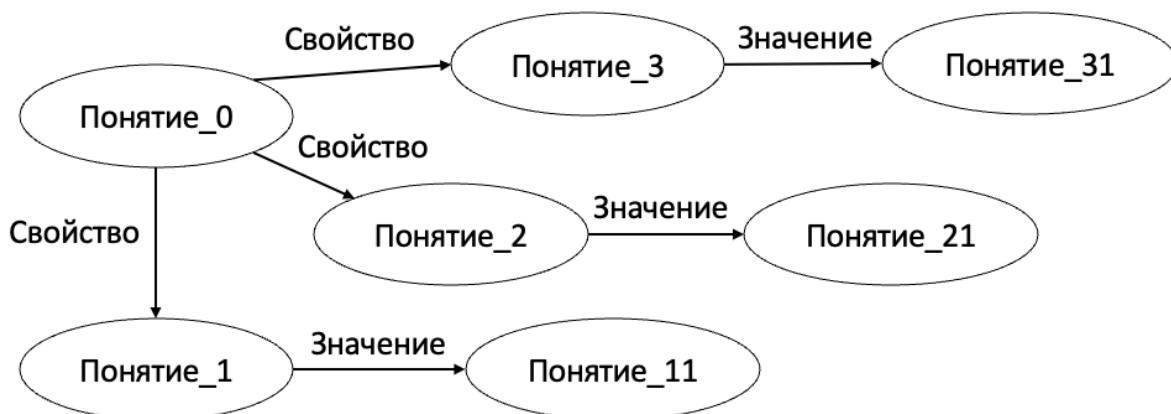 Свойство
Значение
Понятие_3
Понятие_31
Понятие_0
Свойство
Значение
Свойство
Понятие_2
Понятие_21
Значение
Понятие_1
Понятие_11